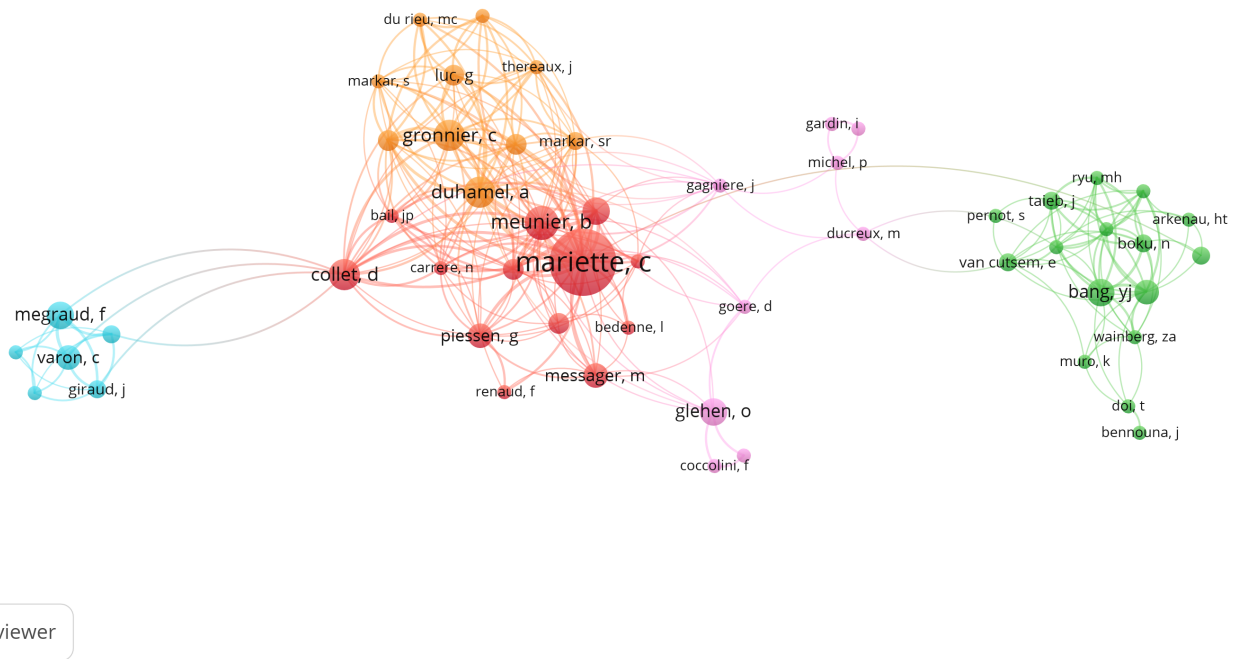 du rieu, mc
thereaux, j
markar, s
luc, g
gronnier, c
markar, sr
gardin, i
michel, p
gagniere, j
ryu, mh
duhamel, a
taieb, j
bail, jp
meunier, b
pernot, s
arkenau, ht
ducreux, m
boku, n
mariette, c
collet, d
carrere, n
van cutsem, e
bang, yj
goere, d
megraud, f
bedenne, l
piessen, g
wainberg, za
varon, c
muro, k
messager, m
giraud, j
renaud, f
doi, t
glehen, o
bennouna, j
coccolini, f
viewer